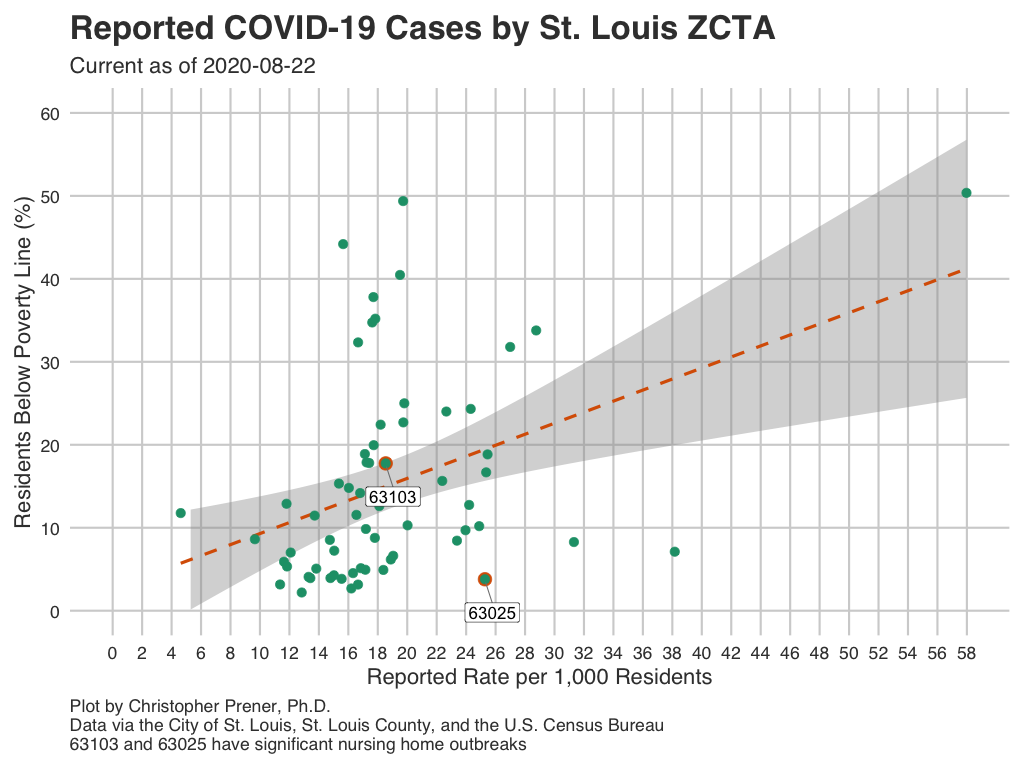 Reported COVID-19 Cases by St. Louis ZCTA
Current as of 2020-08-22
Residents Below Poverty Line (%)
60
50
40
30
20
10
0
63103
63025
0 2 4 6 8 10 12 14 16 18 20 22 24 26 28 30 32 34 36 38 40 42 44 46 48 50 52 54 56 58
Reported Rate per 1,000 Residents
Plot by Christopher Prener, Ph.D.
Data via the City of St. Louis, St. Louis County, and the U.S. Census Bureau
63103 and 63025 have significant nursing home outbreaks